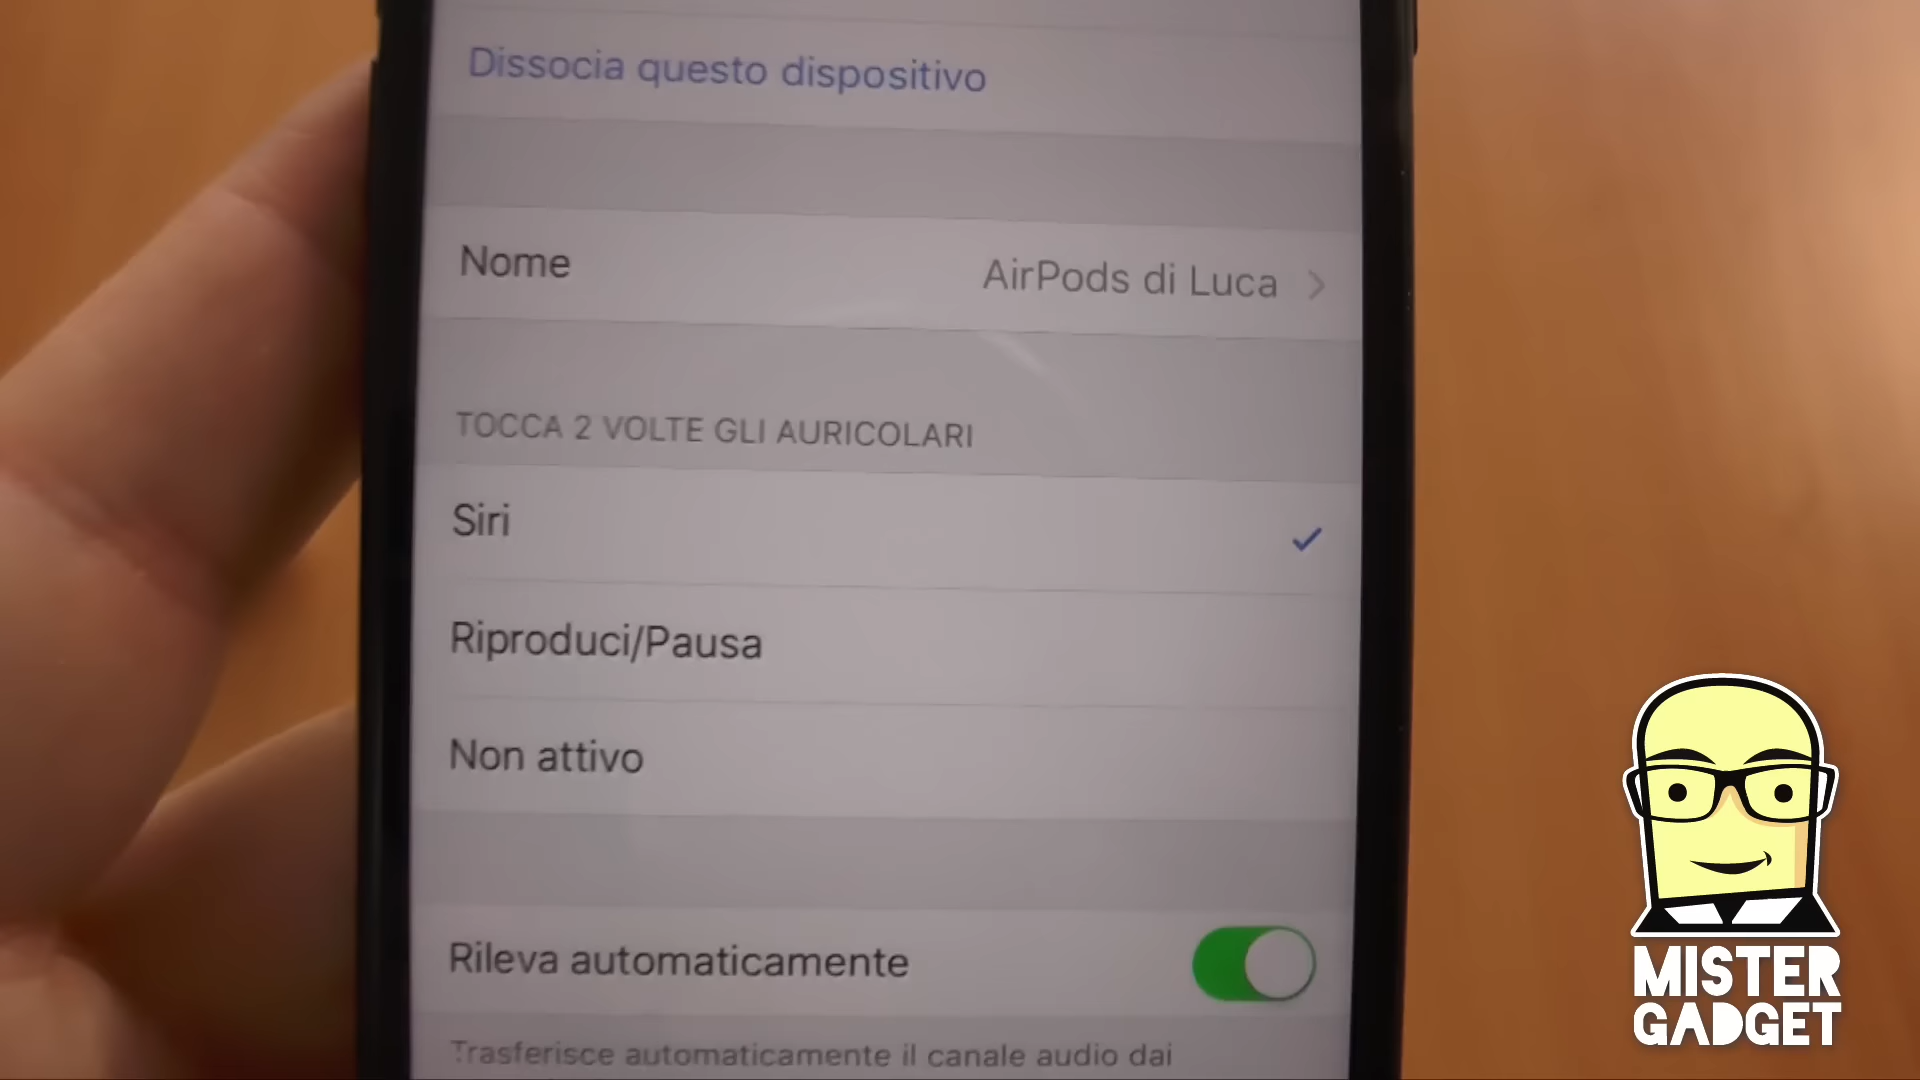 Dissocia questo dispositivo
Nome AirPods di Luca
TOCCA 2 VOLTE GLI AURICOLARI
Siri
Riproduci/Pausa
Non attivo
Rileva automaticamente
Trasferisce automaticamente il canale audio dai
MISTER
GADGET